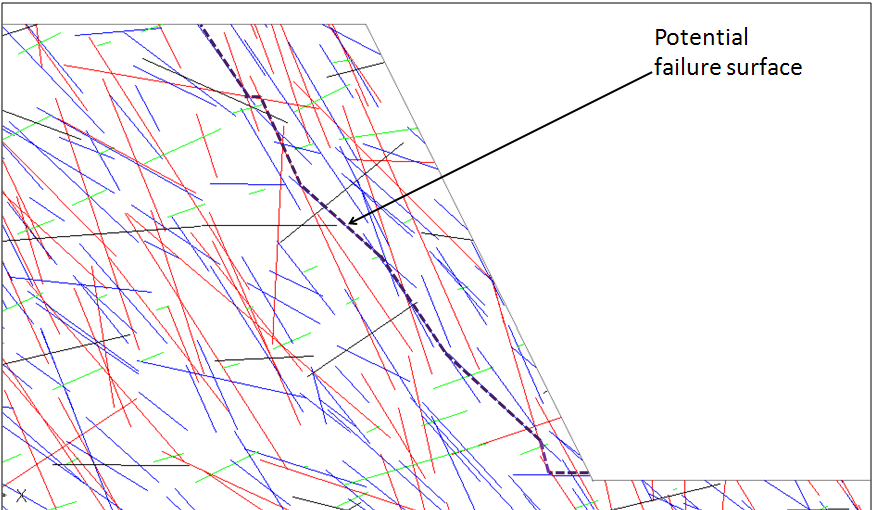 Potential
failure surface
X